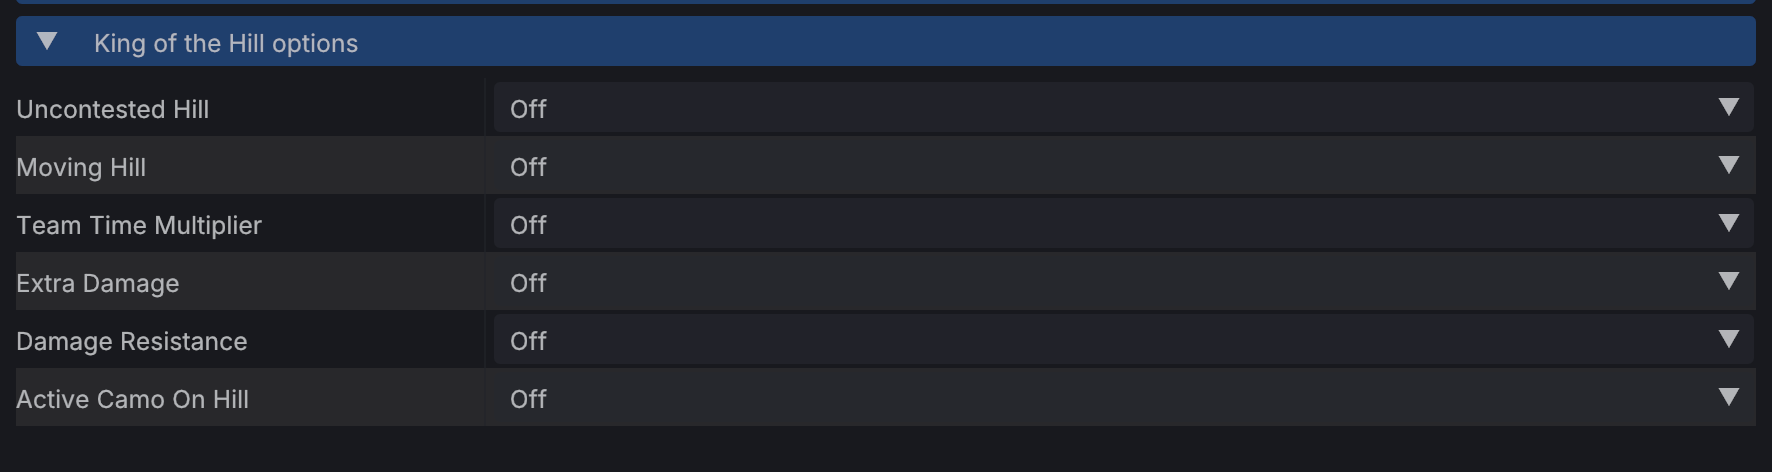 King of the Hill options
Uncontested Hill Off
Moving Hill Off
Team Time Multiplier Off
Extra Damage Off
Damage Resistance Off
Active Camo On Hill Off